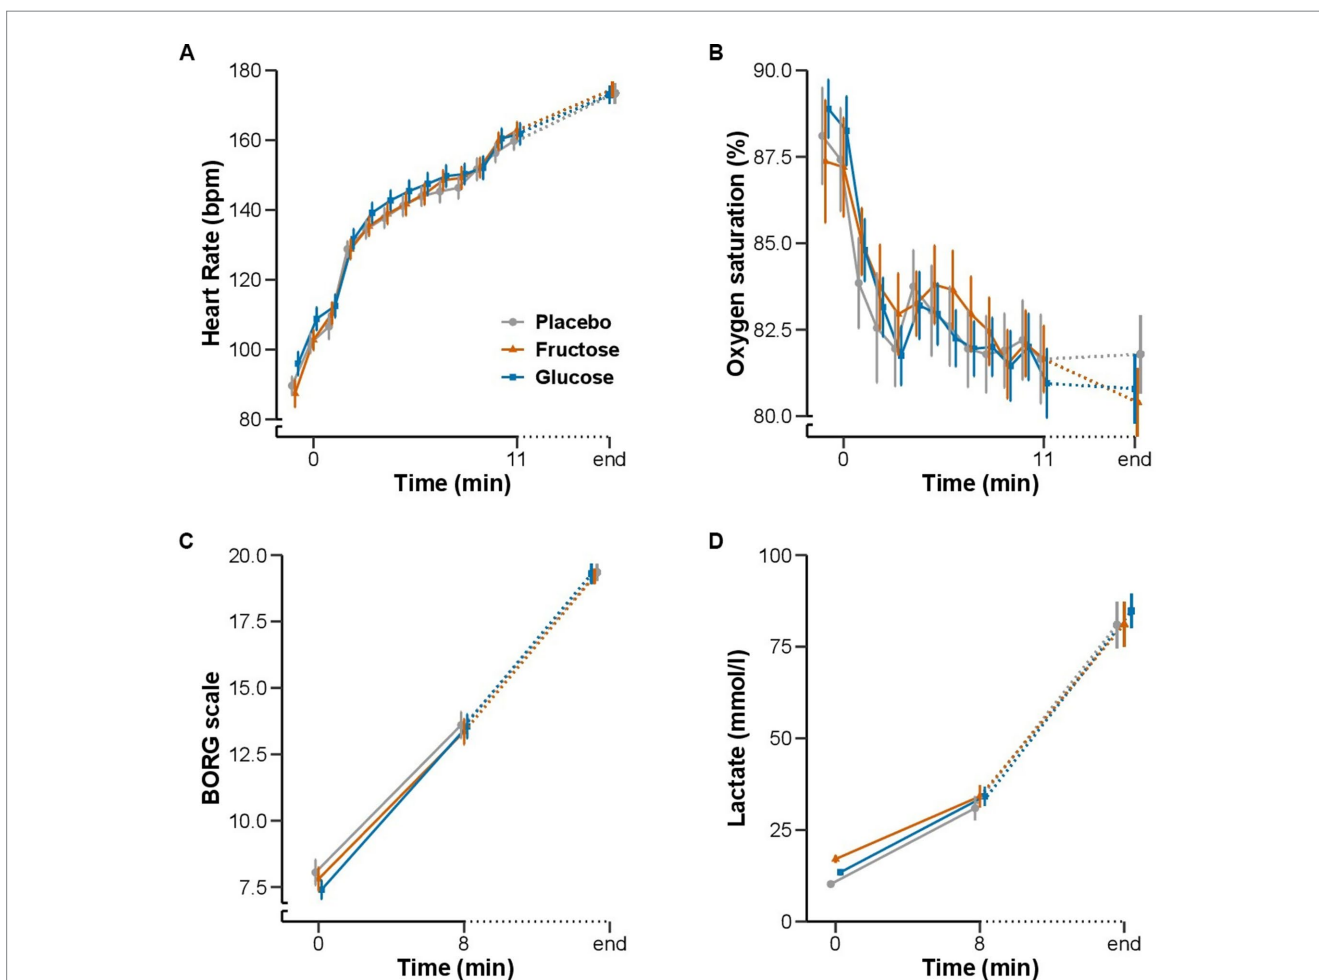 A
180
160
140
120
100
80
Heart Rate (bpm)
Placebo
Fructose
Glucose
0 11 end
Time (min)
B
90.0
87.5
85.0
82.5
80.0
Oxygen saturation (%)
0 11 end
Time (min)
C
20.0
17.5
15.0
12.5
10.0
7.5
BORG scale
0 8 end
Time (min)
D
100
75
50
25
0
Lactate (mmol/l)
0 8 end
Time (min)